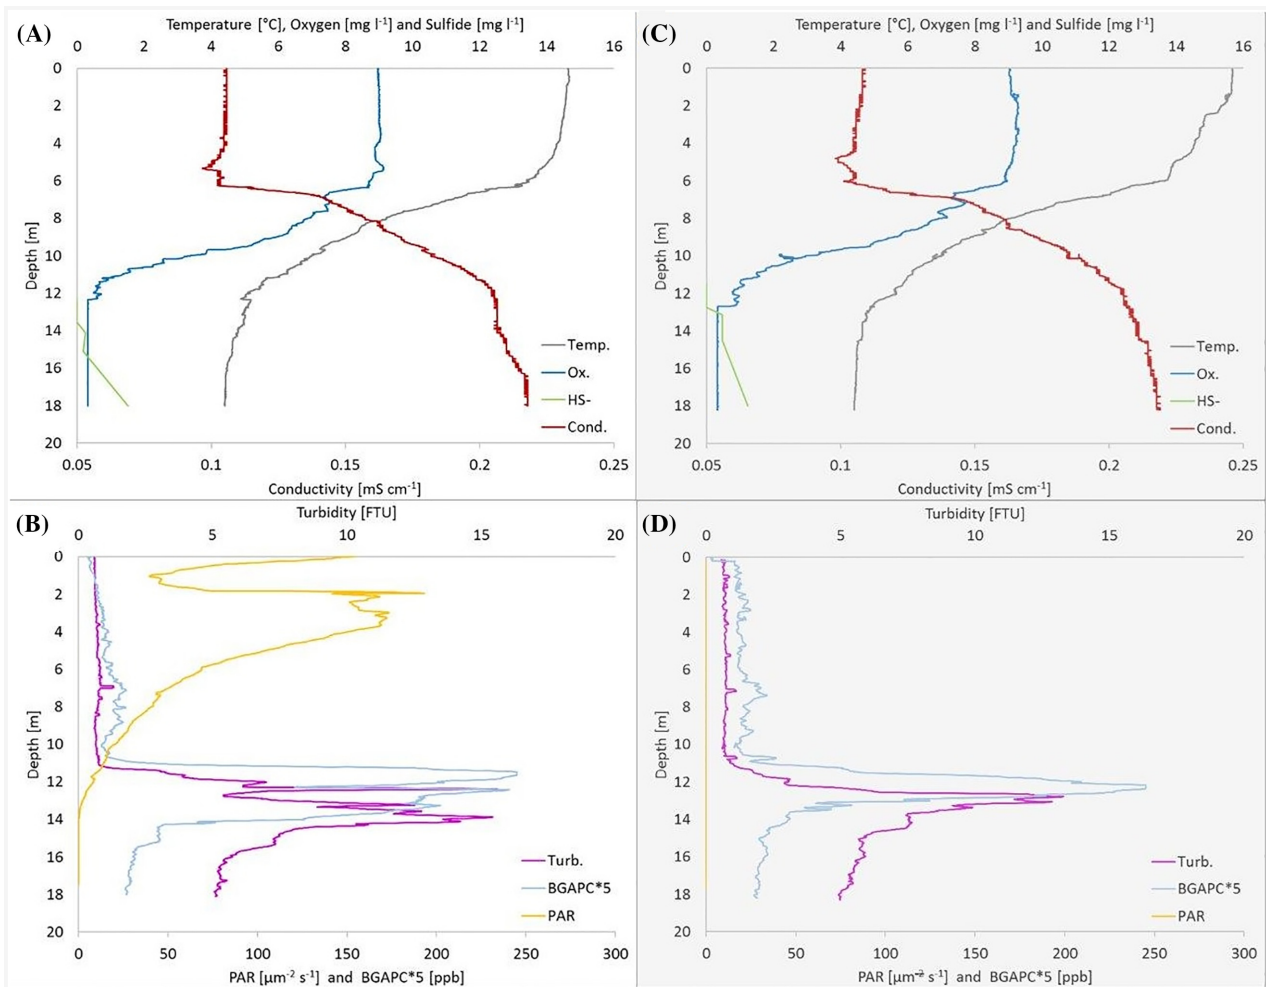 (A)
Temperature [°C], Oxygen [mg l-1] and Sulfide [mg l-1]
0 2 4 6 8 10 12 14 16
0
2
4
6
8
10
12
14
16
18
20
Depth [m]
Temp.
Ox.
HS-
Cond.
0.05 0.1 0.15 0.2 0.25
Conductivity [mS cm-1]
(C)
Temperature [°C], Oxygen [mg l-1] and Sulfide [mg l-1]
0 2 4 6 8 10 12 14 16
0
2
4
6
8
10
12
14
16
18
20
Depth [m]
Temp.
Ox.
HS-
Cond.
0.05 0.1 0.15 0.2 0.25
Conductivity [mS cm-1]
(B)
Turbidity [FTU]
0 5 10 15 20
0
2
4
6
8
10
12
14
16
18
20
Depth [m]
Turb.
BGAPC*5
PAR
0 50 100 150 200 250 300
PAR [µm-2 s-1] and BGAPC*5 [ppb]
(D)
Turbidity [FTU]
0 5 10 15 20
0
2
4
6
8
10
12
14
16
18
20
Depth [m]
Turb.
BGAPC*5
PAR
0 50 100 150 200 250 300
PAR [µm-2 s-1] and BGAPC*5 [ppb]